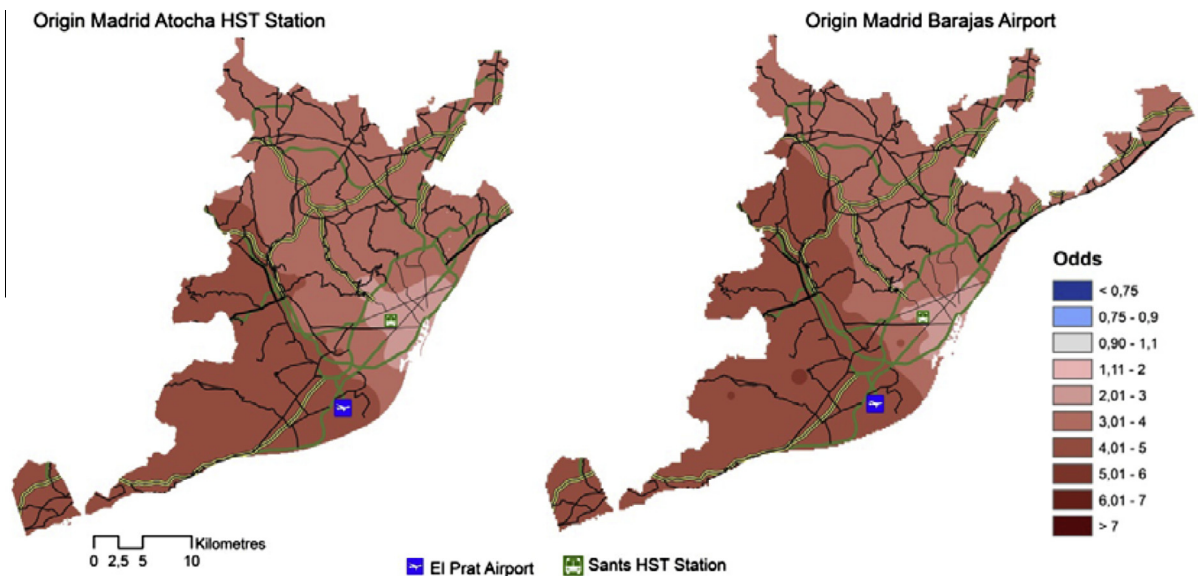 Origin Madrid Atocha HST Station
Origin Madrid Barajas Airport
Odds
< 0,75
0,75 - 0,9
0,90 - 1,1
1,11 - 2
2,01 - 3
3,01 - 4
4,01 - 5
5,01 - 6
6,01 - 7
> 7
Kilometres
0 2,5 5 10
El Prat Airport
Sants HST Station